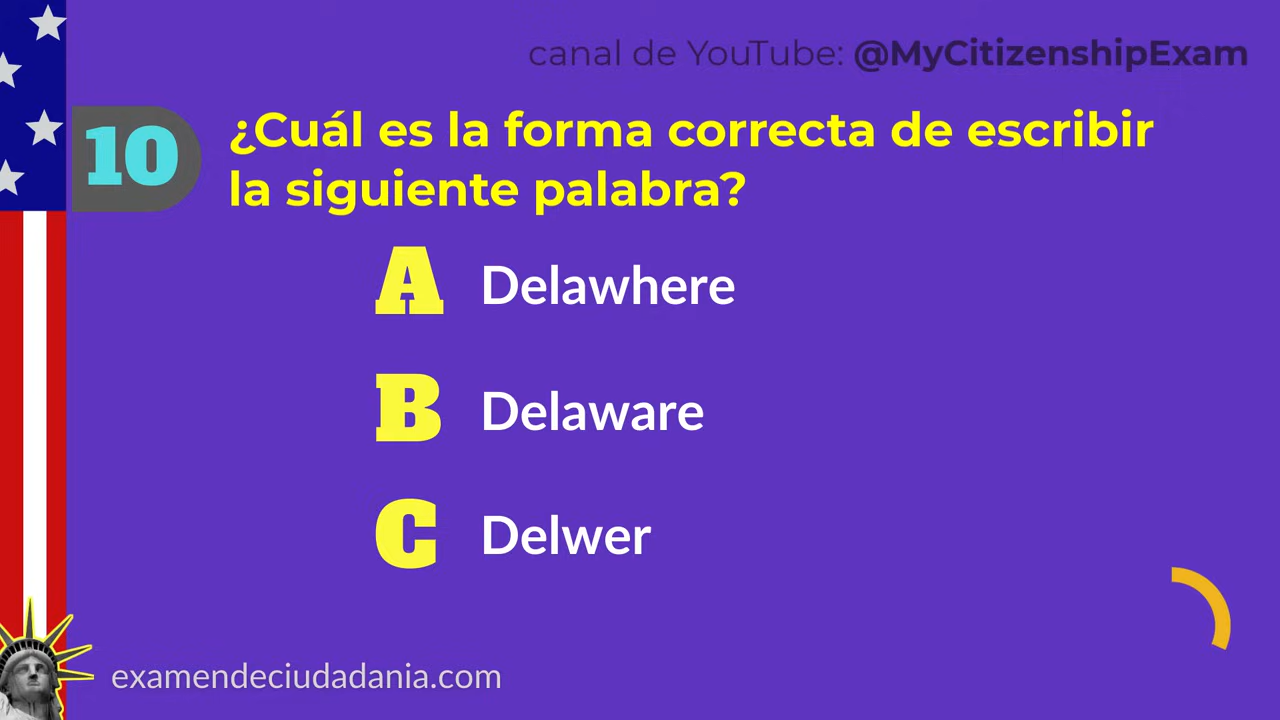 canal de YouTube: @MyCitizenshipExam
10
¿Cuál es la forma correcta de escribir
la siguiente palabra?
A Delawhere
B Delaware
C Delwer
examendeciudadania.com